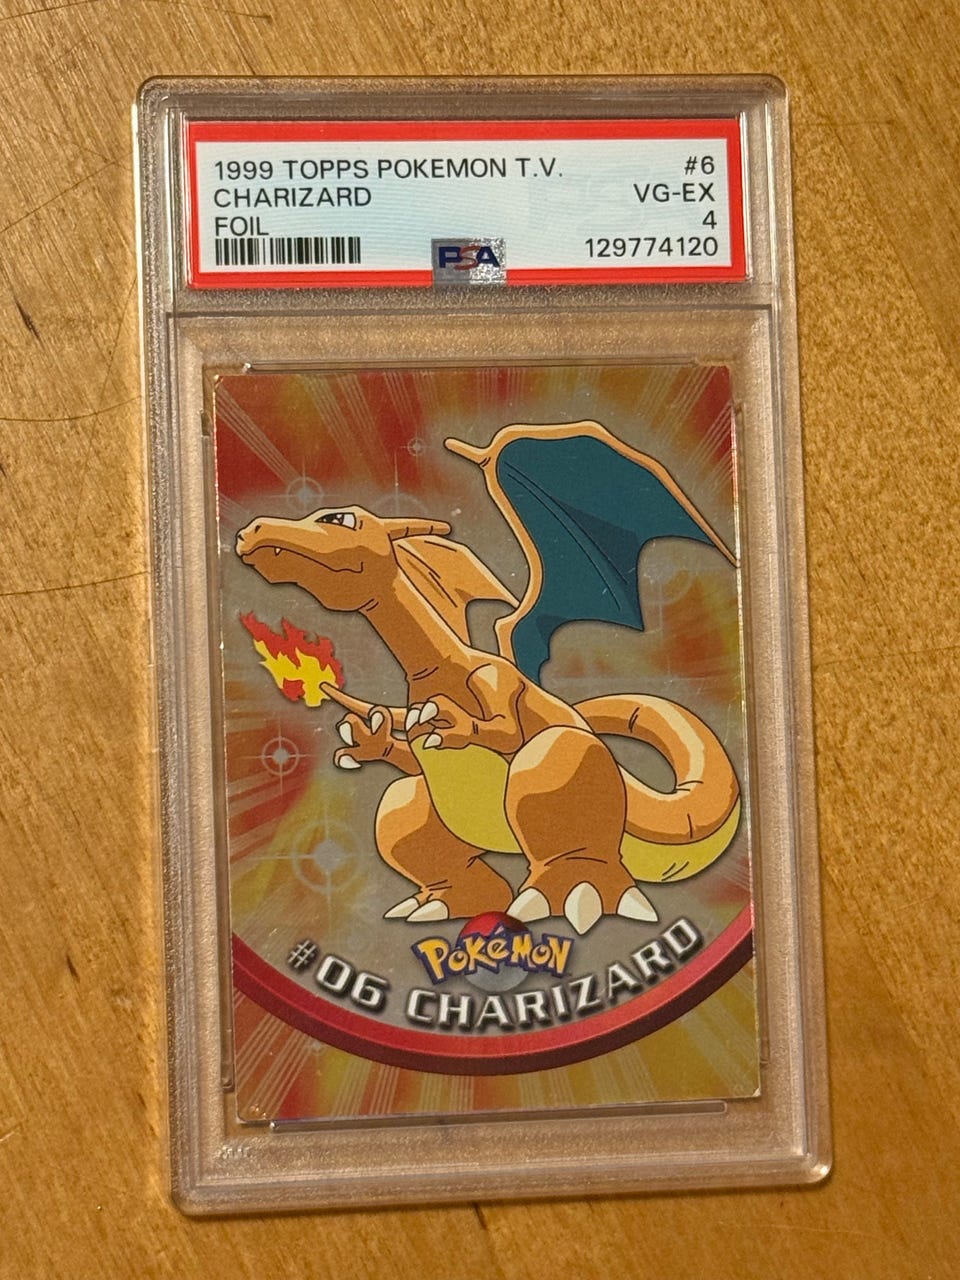 1999 TOPPS POKEMON T.V. #6
CHARIZARD VG-EX
FOIL 4
PSA 129774120
POKéMON
#06 CHARIZARD